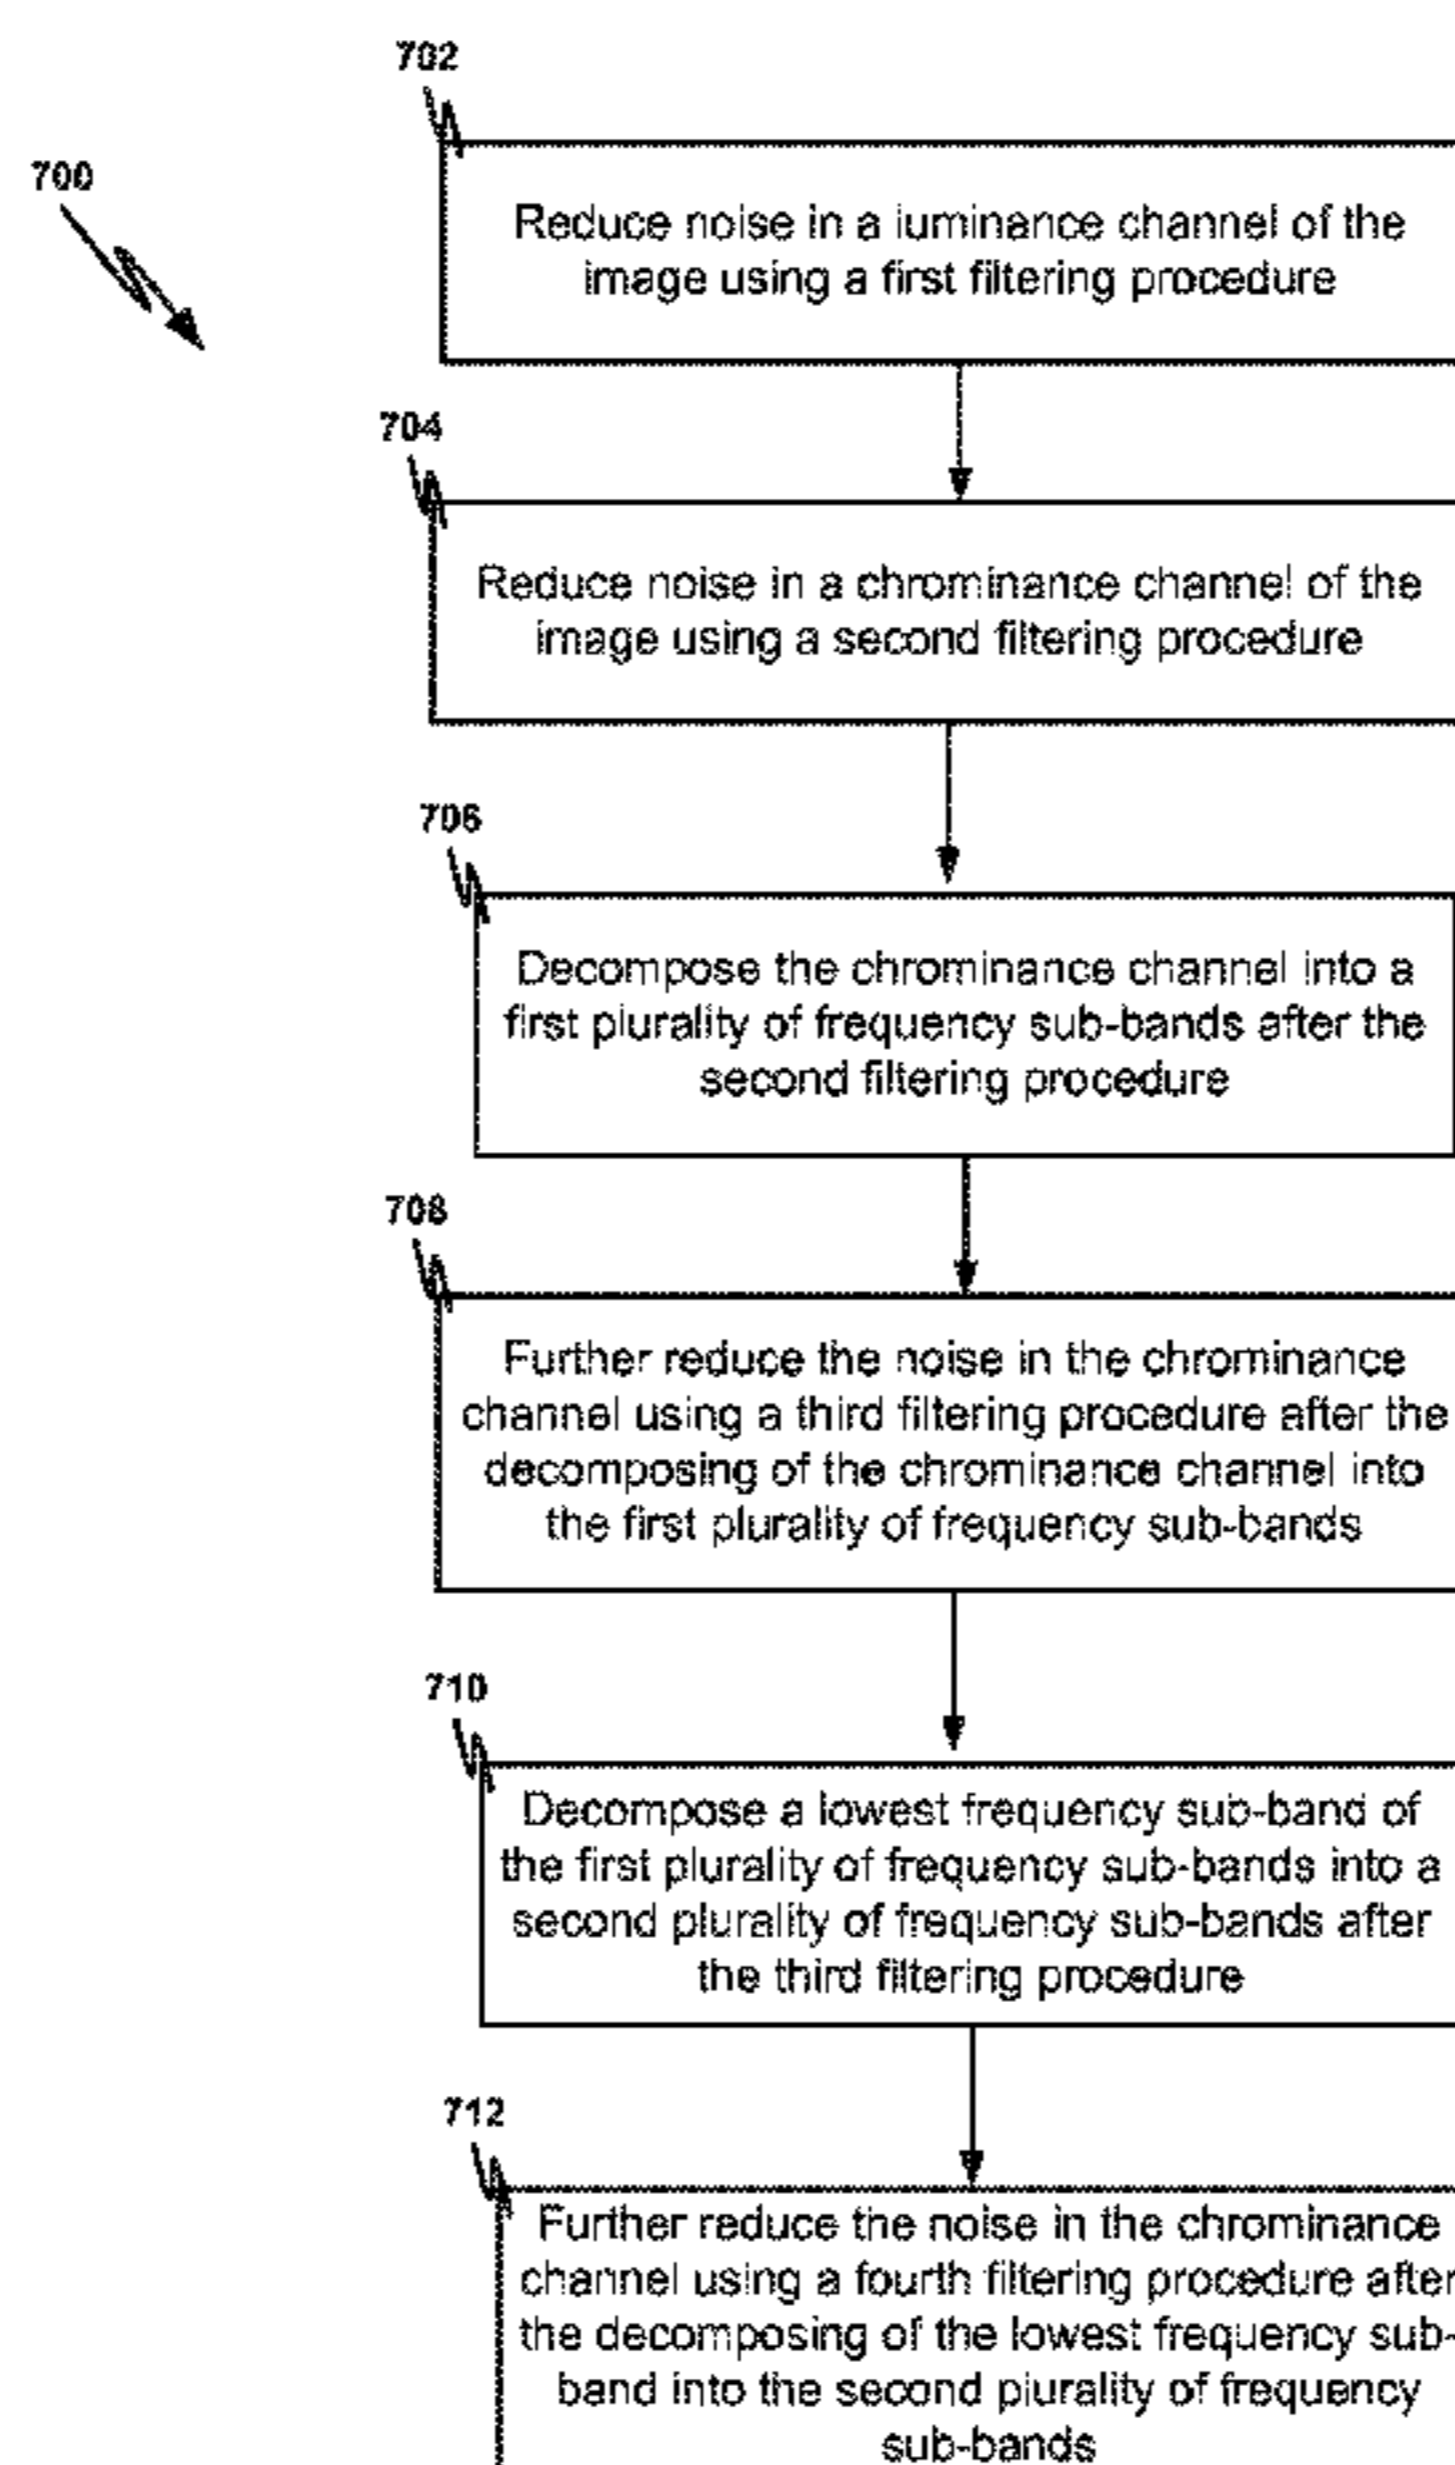 702
700
Reduce noise in a luminance channel of the
image using a first filtering procedure
704
Reduce noise in a chrominance channel of the
image using a second filtering procedure
706
Decompose the chrominance channel into a
first plurality of frequency sub-bands after the
second filtering procedure
708
Further reduce the noise in the chrominance
channel using a third filtering procedure after the
decomposing of the chrominance channel into
the first plurality of frequency sub-bands
710
Decompose a lowest frequency sub-band of
the first plurality of frequency sub-bands into a
second plurality of frequency sub-bands after
the third filtering procedure
712
Further reduce the noise in the chrominance
channel using a fourth filtering procedure after
the decomposing of the lowest frequency sub-
band into the second plurality of frequency
sub-bands